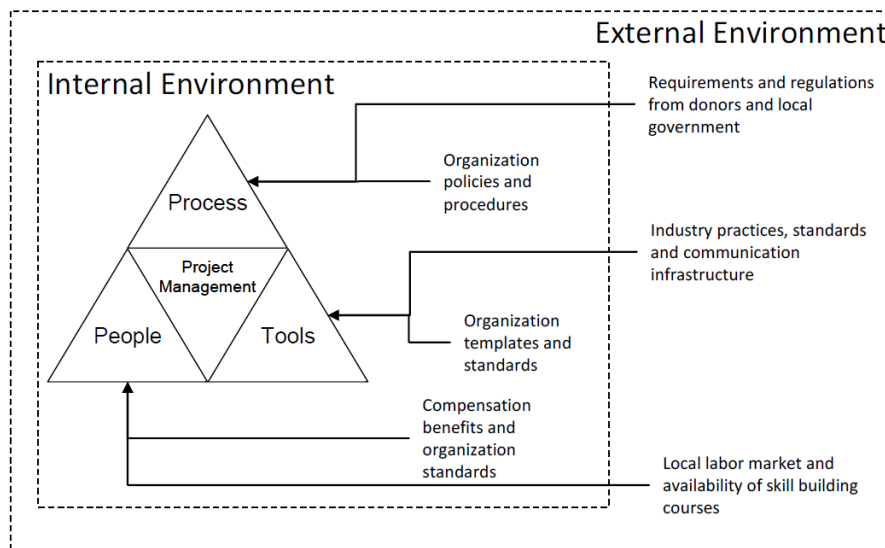 External Environment
Internal Environment
Requirements and regulations
from donors and local
government
Organization
policies and
procedures
Process
Industry practices, standards
and communication
infrastructure
Project
Management
People
Tools
Organization
templates and
standards
Compensation
benefits and
organization
standards
Local labor market and
availability of skill building
courses